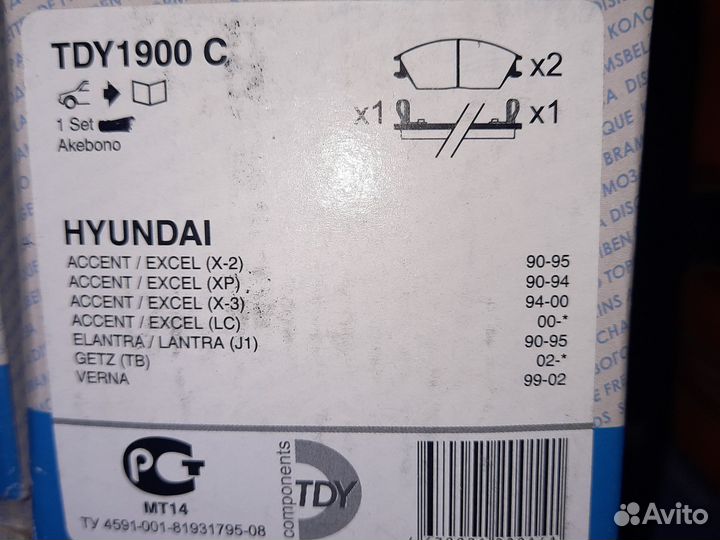 TDY1900 C
x2
x1
x1
1 Set
Akebono
HYUNDAI
ACCENT / EXCEL (X-2) 90-95
ACCENT / EXCEL (XP) 90-94
ACCENT / EXCEL (X-3) 94-00
ACCENT / EXCEL (LC) 00-*
ELANTRA / LANTRA (J1) 90-95
GETZ (TB) 02-*
VERNA 99-02
РСТ
МТ14
ТУ 4591-001-81931795-08
components
TDY
Avito